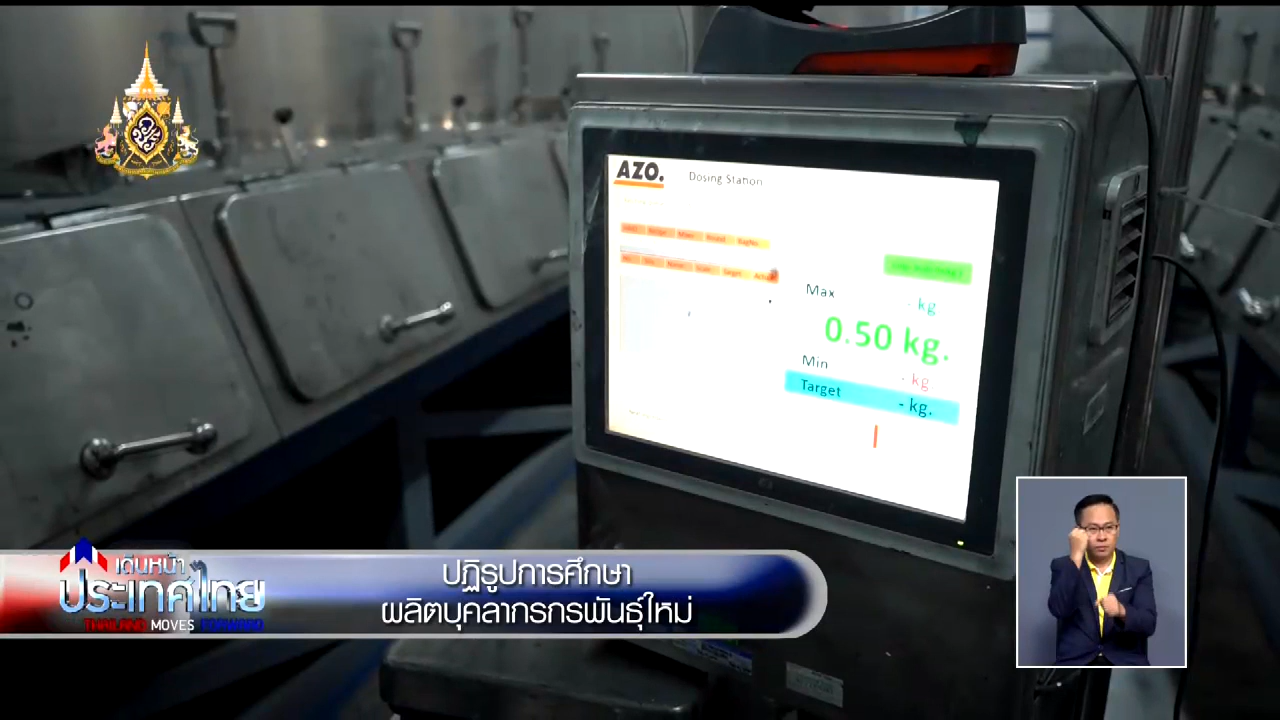 AZO.
Dosing Station
Max - kg
0.50 kg.
Min - kg
Target - kg.
เดินหน้า
ประเทศไทย
THAILAND MOVES FORWARD
ปฏิรูปการศึกษา
ผลิตบุคลากรกรพันธุ์ใหม่